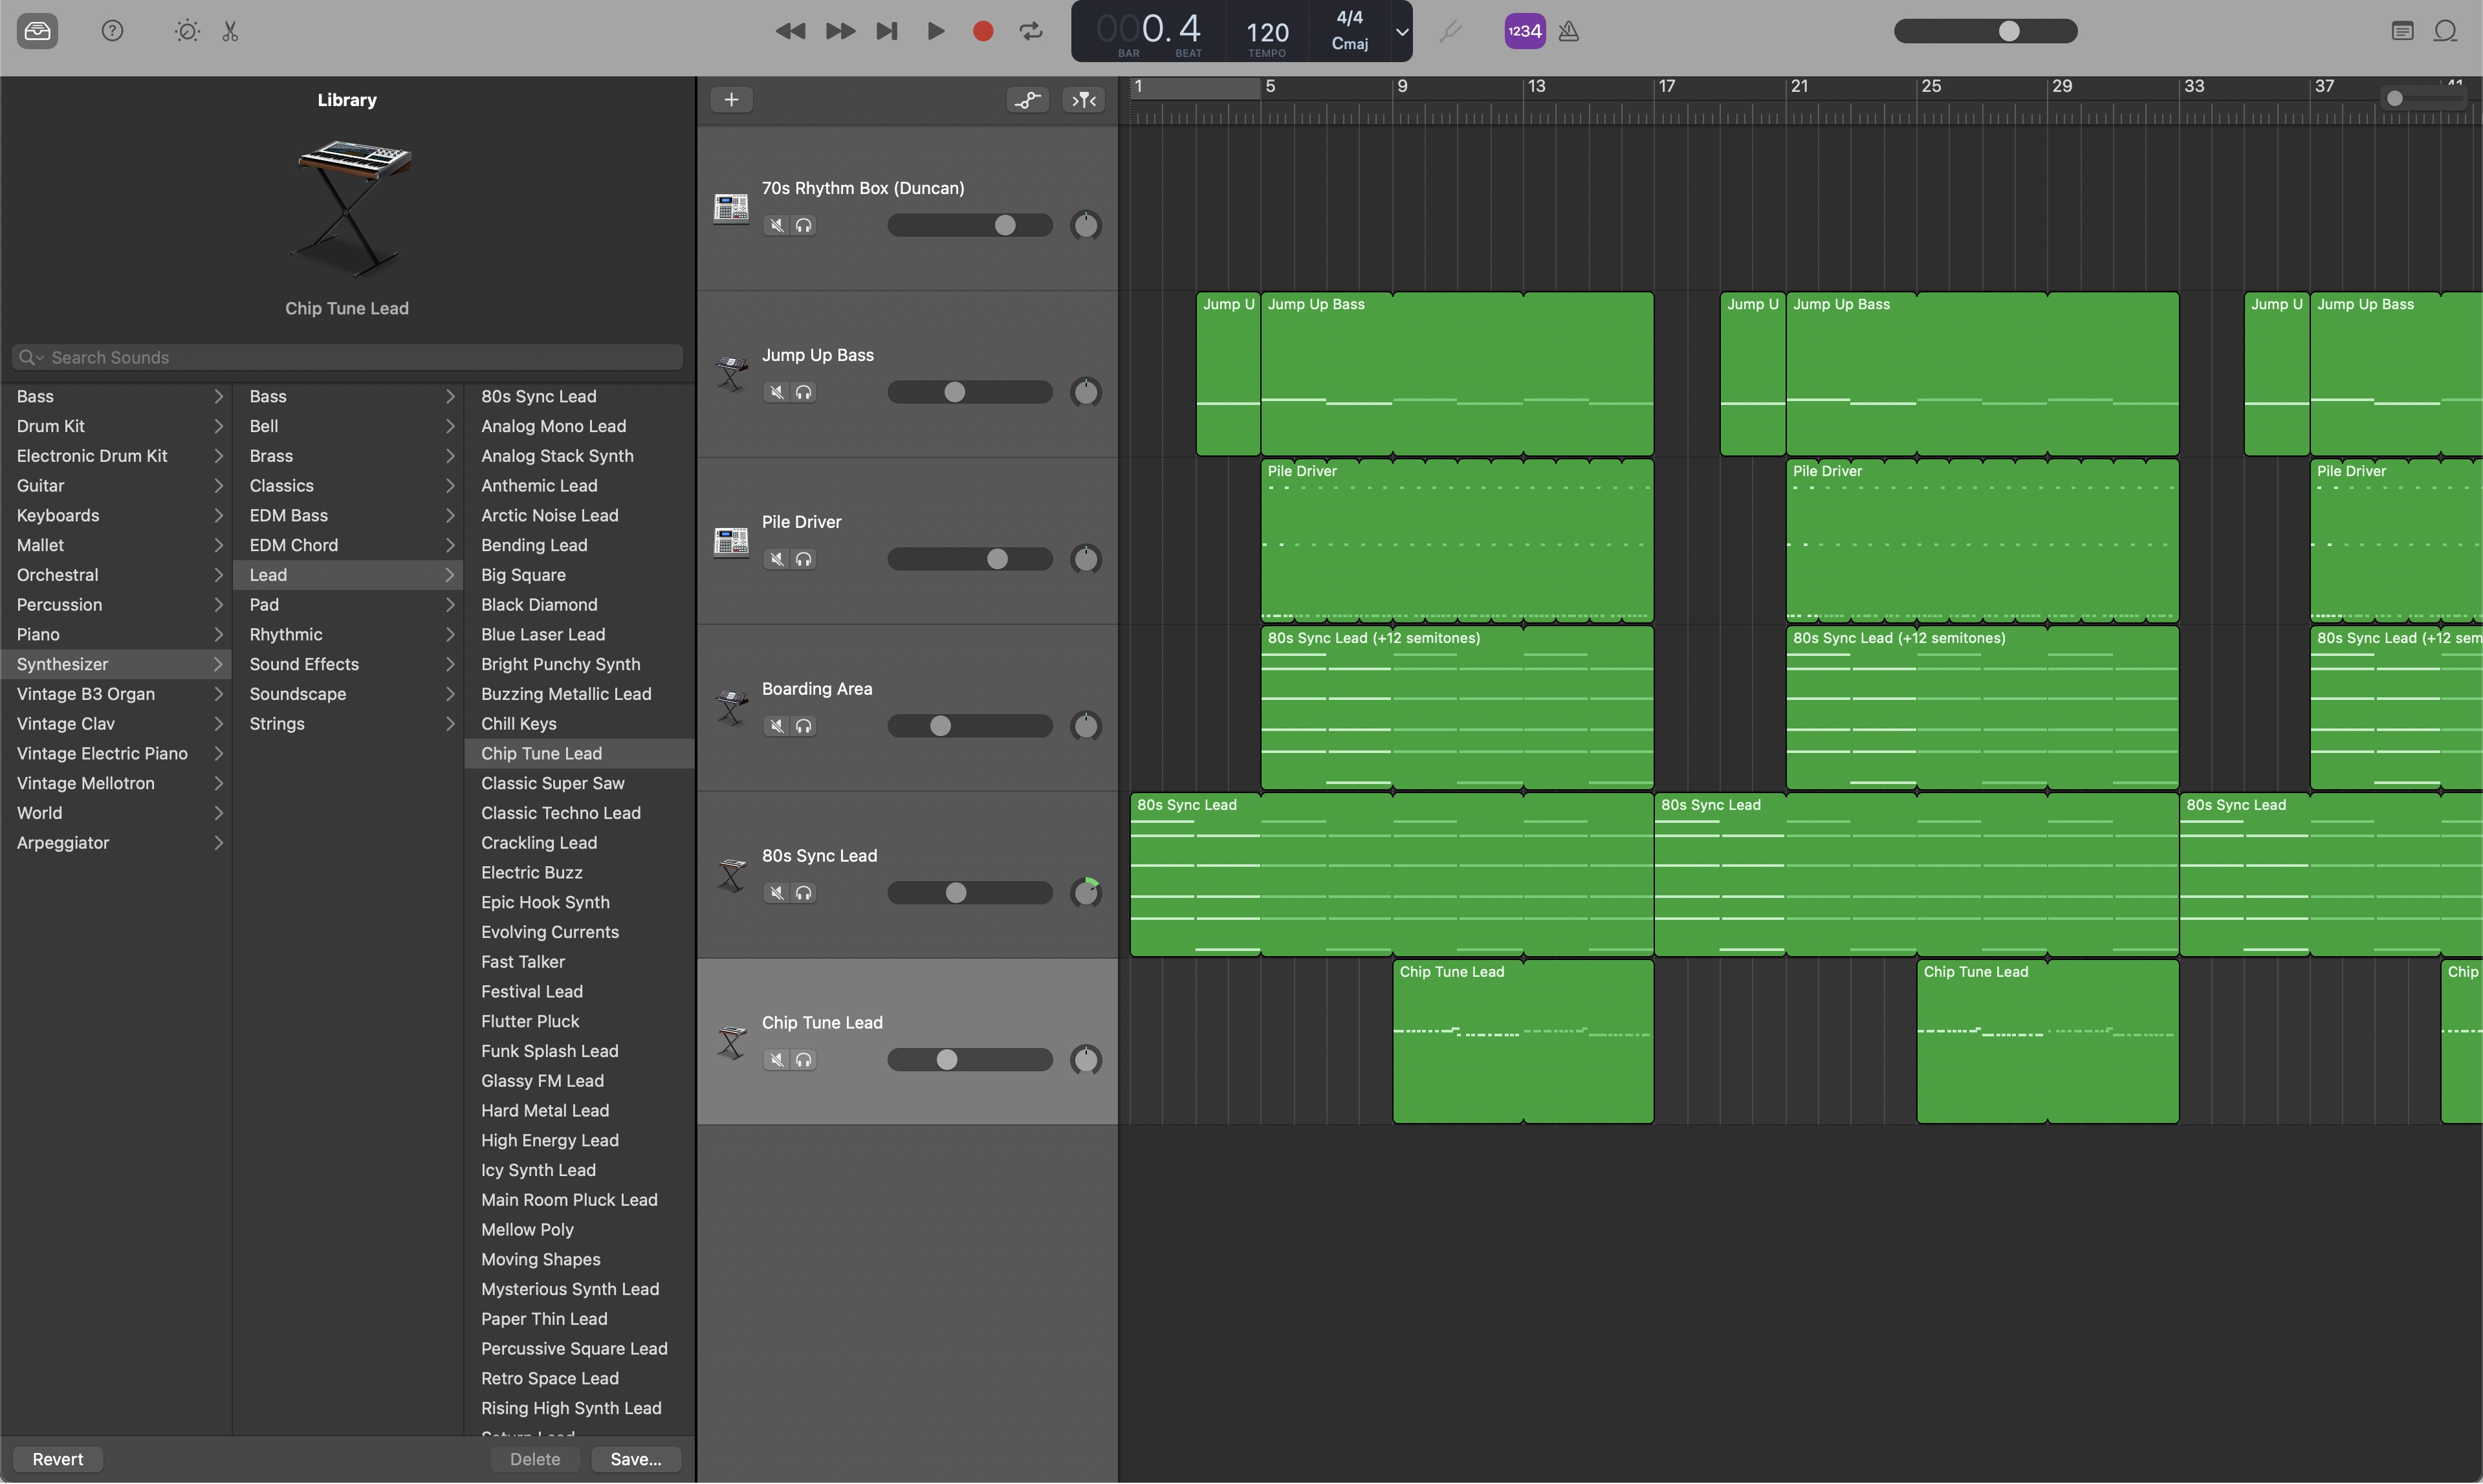 000.4
BAR BEAT
120
TEMPO
4/4
Cmaj
1234
Library
Chip Tune Lead
Search Sounds
Bass
Drum Kit
Electronic Drum Kit
Guitar
Keyboards
Mallet
Orchestral
Percussion
Piano
Synthesizer
Vintage B3 Organ
Vintage Clav
Vintage Electric Piano
Vintage Mellotron
World
Arpeggiator
Bass
Bell
Brass
Classics
EDM Bass
EDM Chord
Lead
Pad
Rhythmic
Sound Effects
Soundscape
Strings
80s Sync Lead
Analog Mono Lead
Analog Stack Synth
Anthemic Lead
Arctic Noise Lead
Bending Lead
Big Square
Black Diamond
Blue Laser Lead
Bright Punchy Synth
Buzzing Metallic Lead
Chill Keys
Chip Tune Lead
Classic Super Saw
Classic Techno Lead
Crackling Lead
Electric Buzz
Epic Hook Synth
Evolving Currents
Fast Talker
Festival Lead
Flutter Pluck
Funk Splash Lead
Glassy FM Lead
Hard Metal Lead
High Energy Lead
Icy Synth Lead
Main Room Pluck Lead
Mellow Poly
Moving Shapes
Mysterious Synth Lead
Paper Thin Lead
Percussive Square Lead
Retro Space Lead
Rising High Synth Lead
Revert
Delete
Save...
1 5 9 13 17 21 25 29 33 37
70s Rhythm Box (Duncan)
Jump Up Bass
Jump U
Jump Up Bass
Jump U
Jump Up Bass
Jump U
Jump Up Bass
Pile Driver
Pile Driver
Pile Driver
Pile Driver
Boarding Area
80s Sync Lead (+12 semitones)
80s Sync Lead (+12 semitones)
80s Sync Lead (+12 sem
80s Sync Lead
80s Sync Lead
80s Sync Lead
80s Sync Lead
Chip Tune Lead
Chip Tune Lead
Chip Tune Lead
Chip